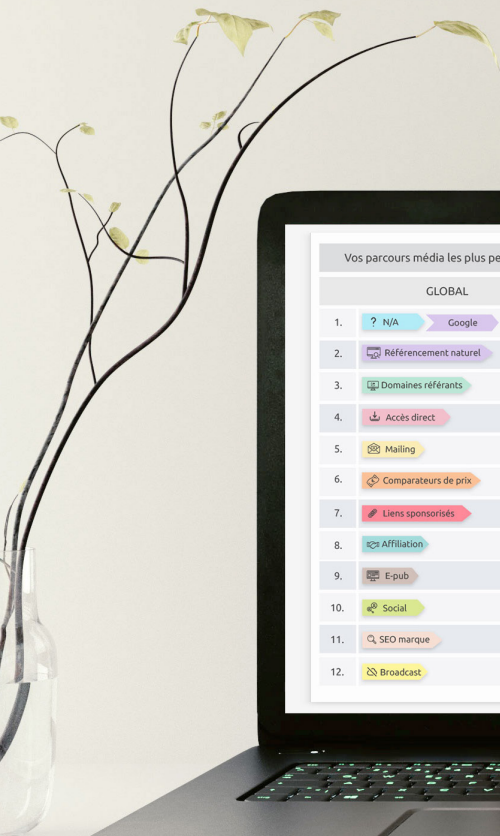 Vos parcours média les plus pe
GLOBAL
1. ? N/A Google
2. Référencement naturel
3. Domaines référants
4. Accès direct
5. Mailing
6. Comparateurs de prix
7. Liens sponsorisés
8. Affiliation
9. E-pub
10. Social
11. SEO marque
12. Broadcast